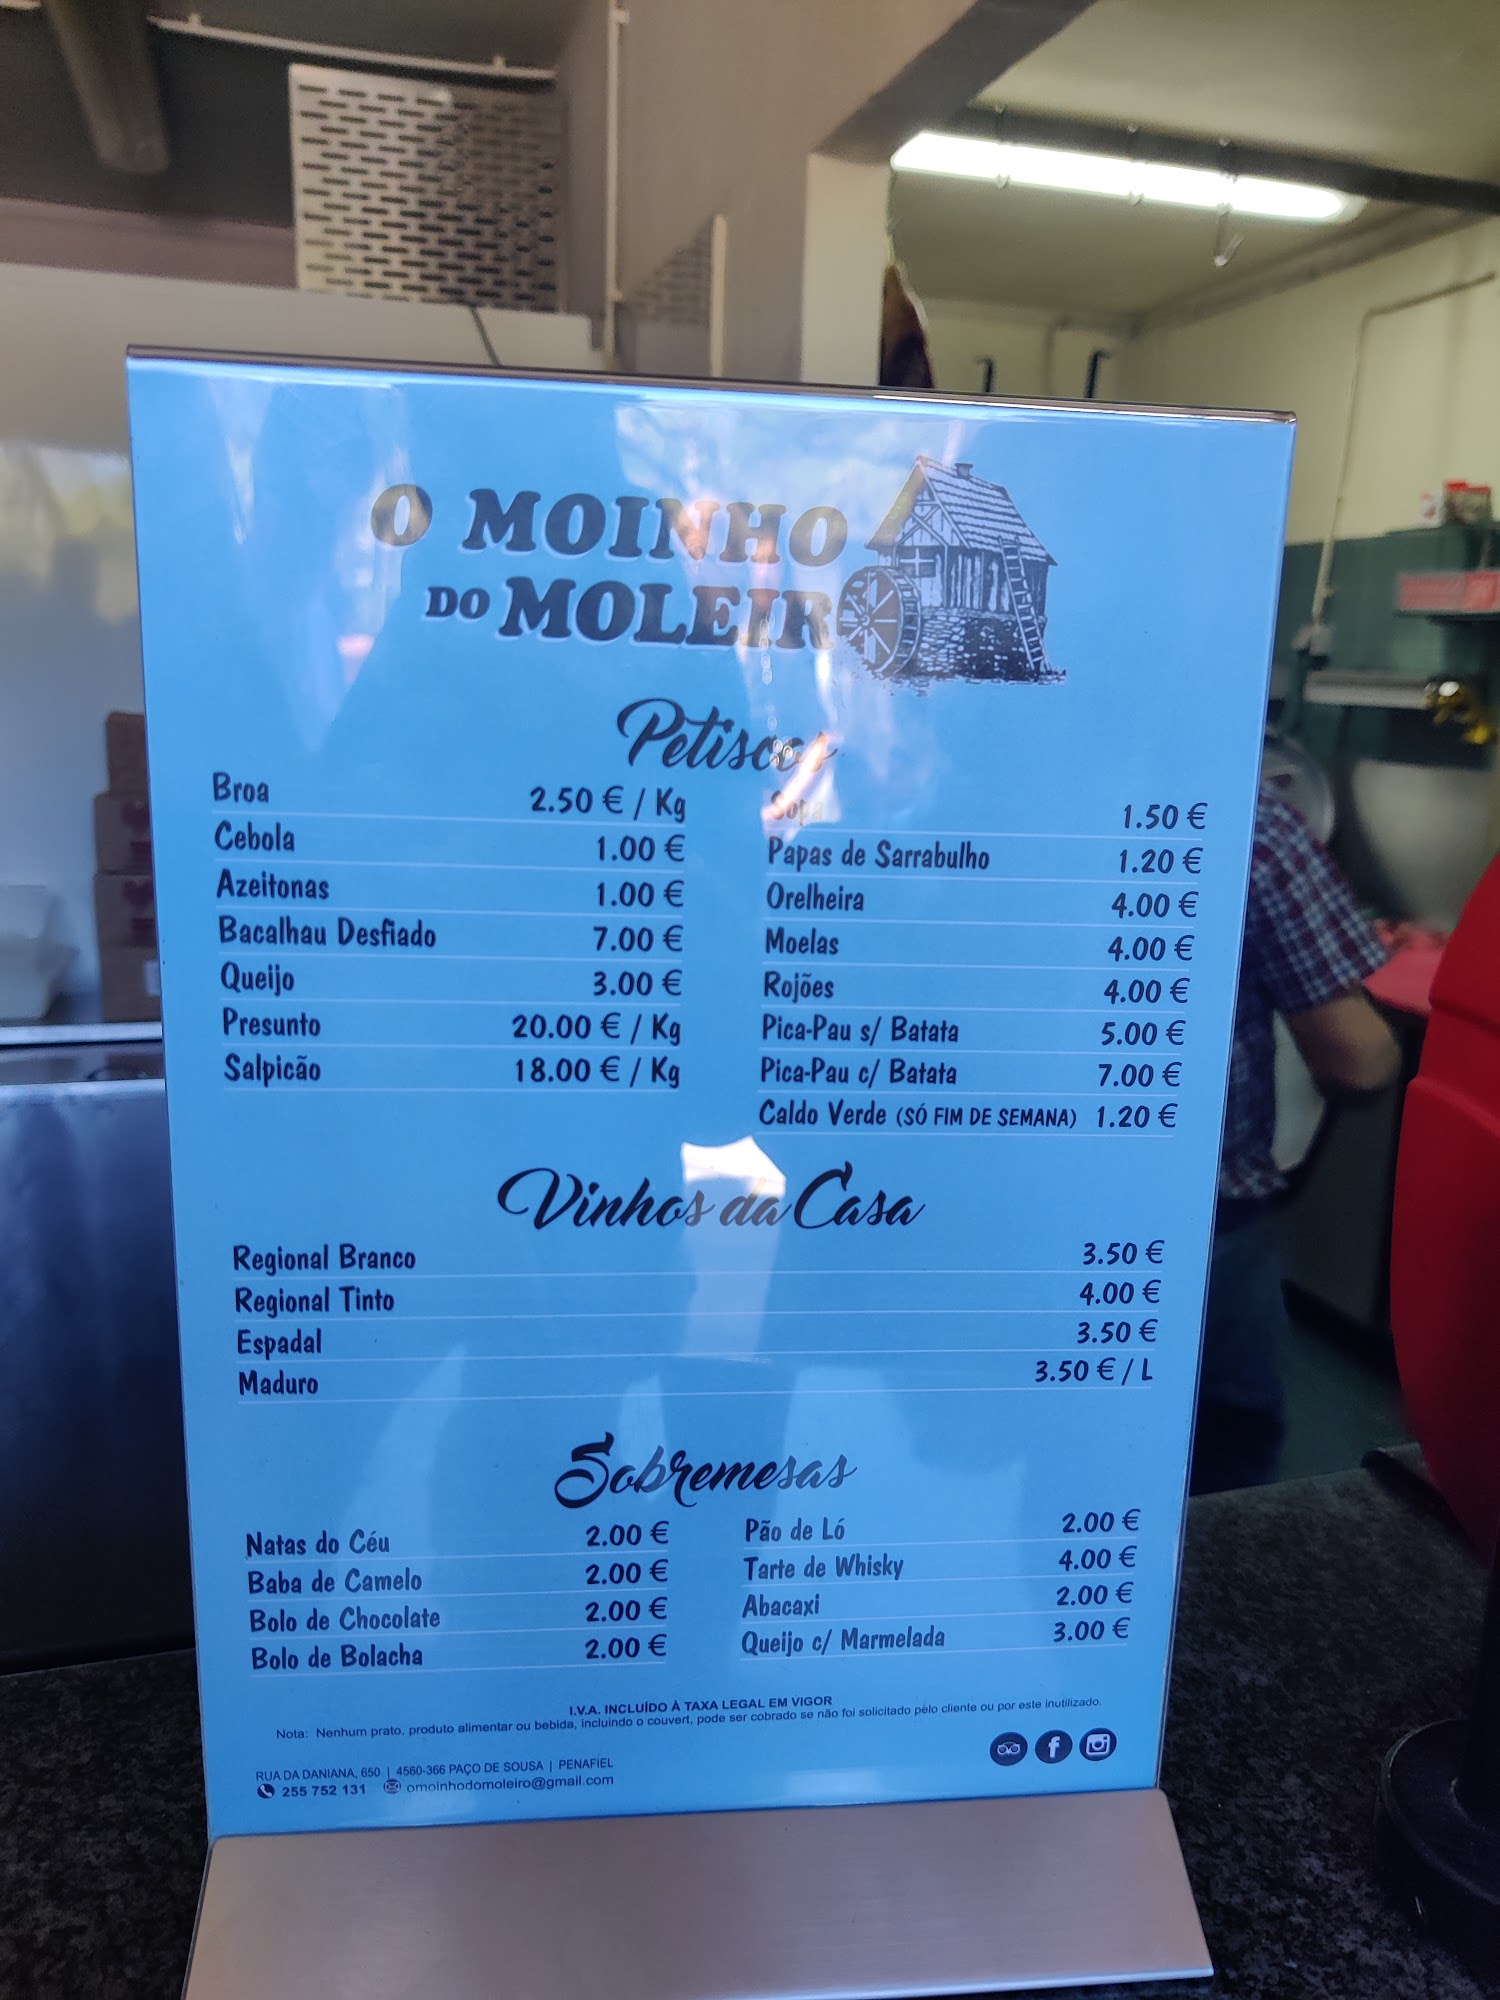 O MOINHO
DO MOLEIRO
Petiscos
Broa 2.50 € / Kg
Cebola 1.00 €
Azeitonas 1.00 €
Bacalhau Desfiado 7.00 €
Queijo 3.00 €
Presunto 20.00 € / Kg
Salpicão 18.00 € / Kg
Sopa 1.50 €
Papas de Sarrabulho 1.20 €
Orelheira 4.00 €
Moelas 4.00 €
Rojões 4.00 €
Pica-Pau s/ Batata 5.00 €
Pica-Pau c/ Batata 7.00 €
Caldo Verde (SÓ FIM DE SEMANA) 1.20 €
Vinhos da Casa
Regional Branco 3.50 €
Regional Tinto 4.00 €
Espadal 3.50 €
Maduro 3.50 € / L
Sobremesas
Natas do Céu 2.00 €
Baba de Camelo 2.00 €
Bolo de Chocolate 2.00 €
Bolo de Bolacha 2.00 €
Pão de Ló 2.00 €
Tarte de Whisky 4.00 €
Abacaxi 2.00 €
Queijo c/ Marmelada 3.00 €
I.V.A. INCLUÍDO À TAXA LEGAL EM VIGOR
Nota: Nenhum prato, produto alimentar ou bebida, incluindo o couvert, pode ser cobrado se não foi solicitado pelo cliente ou por este inutilizado.
RUA DA DANIANA, 650 | 4560-366 PAÇO DE SOUSA | PENAFIEL
255 752 131 omoinhodomoleiro@gmail.com